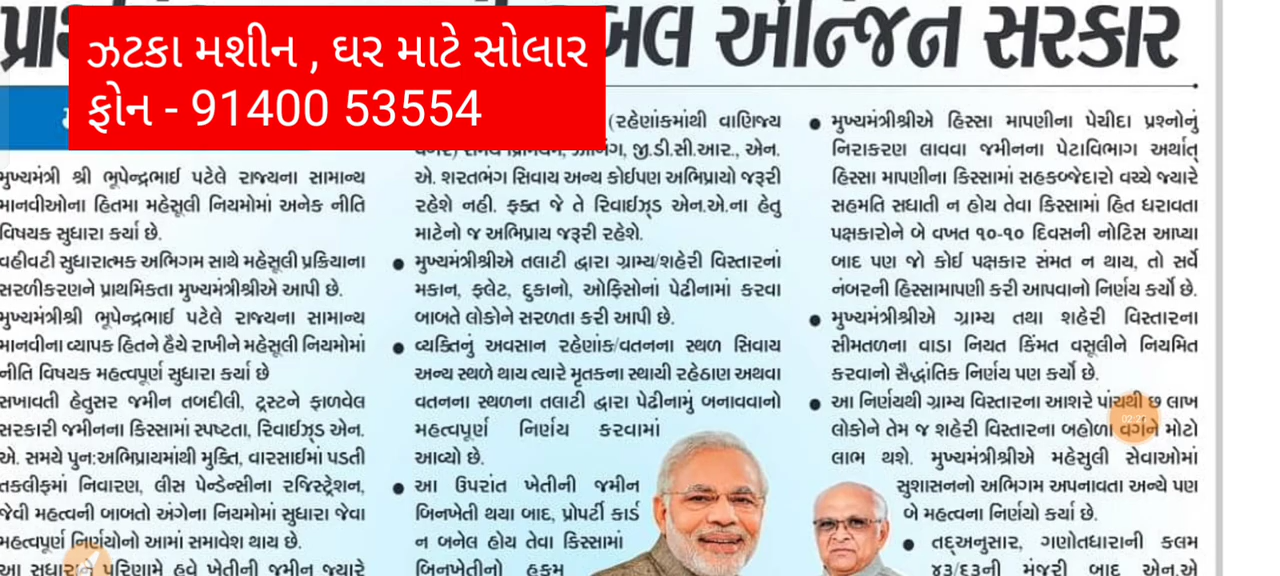 બલ એન્જિન સરકાર
ઝટકા મશીન , ઘર માટે સોલાર
ફોન - 91400 53554
મુખ્યમંત્રી શ્રી ભૂપેન્દ્રભાઈ પટેલે રાજ્યના સામાન્ય
માનવીઓના હિતમા મહેસૂલી નિયમોમાં અનેક નીતિ
વિષયક સુધારા કર્યા છે.
વહીવટી સુધારાત્મક અભિગમ સાથે મહેસૂલી પ્રક્રિયાના
સરળીકરણને પ્રાથમિકતા મુખ્યમંત્રીશ્રીએ આપી છે.
મુખ્યમંત્રીશ્રી ભૂપેન્દ્રભાઈ પટેલે રાજ્યના સામાન્ય
માનવીના વ્યાપક હિતને હૈયે રાખીને મહેસૂલી નિયમોમાં
નીતિ વિષયક મહત્વપૂર્ણ સુધારા કર્યા છે
સખાવતી હેતુસર જમીન તબદીલી, ટ્રસ્ટને ફાળવેલ
સરકારી જમીનના કિસ્સામાં સ્પષ્ટતા, રિવાઈઝ્ડ એન.
એ. સમયે પુન:અભિપ્રાયમાંથી મુક્તિ, વારસાઈમાં પડતી
તકલીફમાં નિવારણ, લીસ પેન્ડેન્સીના રજિસ્ટ્રેશન,
જેવી મહત્વની બાબતો અંગેના નિયમોમાં સુધારા જેવા
મહત્વપૂર્ણ નિર્ણયોનો આમાં સમાવેશ થાય છે.
આ સુધારાને પરિણામે હવે ખેતીની જમીન જ્યારે
(રહેણાંકમાંથી વાણિજ્ય
જી.ડી.સી.આર., એન.
એ. શરતભંગ સિવાય અન્ય કોઈપણ અભિપ્રાયો જરૂરી
રહેશે નહી. ફક્ત જે તે રિવાઈઝ્ડ એન.એ.ના હેતુ
માટેનો જ અભિપ્રાય જરૂરી રહેશે.
● મુખ્યમંત્રીશ્રીએ તલાટી દ્વારા ગ્રામ્ય/શહેરી વિસ્તારનાં
મકાન, ફ્લેટ, દુકાનો, ઓફિસોનાં પેઢીનામાં કરવા
બાબતે લોકોને સરળતા કરી આપી છે.
● વ્યક્તિનું અવસાન રહેણાંક/વતનના સ્થળ સિવાય
અન્ય સ્થળે થાય ત્યારે મૃતકના સ્થાયી રહેઠાણ અથવા
વતનના સ્થળના તલાટી દ્વારા પેઢીનામું બનાવવાનો
મહત્વપૂર્ણ નિર્ણય કરવામાં
આવ્યો છે.
● આ ઉપરાંત ખેતીની જમીન
બિનખેતી થયા બાદ, પ્રોપર્ટી કાર્ડ
ન બનેલ હોય તેવા કિસ્સામાં
બિનખેતીનો હુકમ
● મુખ્યમંત્રીશ્રીએ હિસ્સા માપણીના પેચીદા પ્રશ્નોનું
નિરાકરણ લાવવા જમીનના પેટાવિભાગ અર્થાત્
હિસ્સા માપણીના કિસ્સામાં સહકબ્જેદારો વચ્ચે જ્યારે
સહમતિ સધાતી ન હોય તેવા કિસ્સામાં હિત ધરાવતા
પક્ષકારોને બે વખત ૧૦-૧૦ દિવસની નોટિસ આપ્યા
બાદ પણ જો કોઈ પક્ષકાર સંમત ન થાય, તો સર્વે
નંબરની હિસ્સામાપણી કરી આપવાનો નિર્ણય કર્યો છે.
● મુખ્યમંત્રીશ્રીએ ગ્રામ્ય તથા શહેરી વિસ્તારના
સીમતળના વાડા નિયત કિંમત વસૂલીને નિયમિત
કરવાનો સૈદ્ધાંતિક નિર્ણય પણ કર્યો છે.
● આ નિર્ણયથી ગ્રામ્ય વિસ્તારના આશરે પાંચથી છ લાખ
લોકોને તેમ જ શહેરી વિસ્તારના બહોળા વર્ગને મોટો
લાભ થશે. મુખ્યમંત્રીશ્રીએ મહેસુલી સેવાઓમાં
સુશાસનનો અભિગમ અપનાવતા અન્ય પણ
બે મહત્વના નિર્ણયો કર્યા છે.
● તદ્અનુસાર, ગણોતધારાની કલમ
૪૩/૬૩ની મંજૂરી બાદ એન.એ